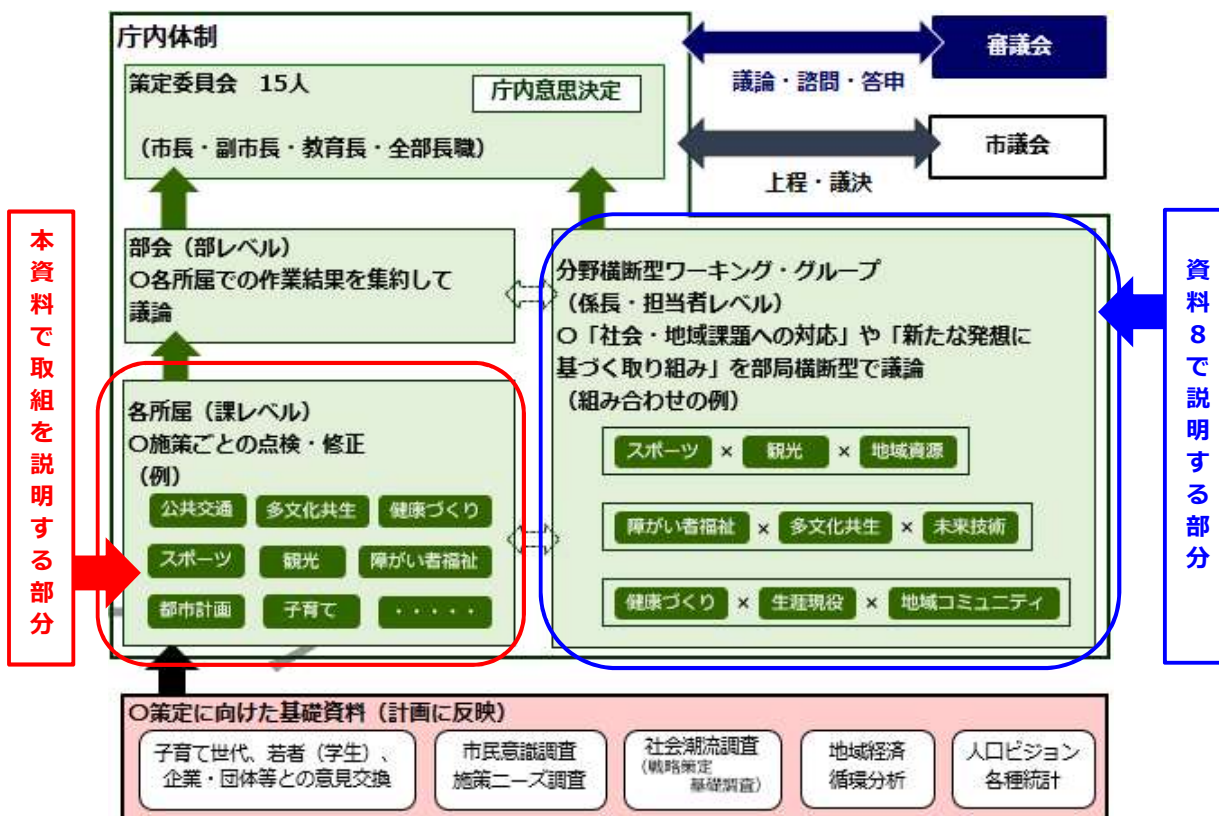 庁内体制
策定委員会 15人
庁内意思決定
(市長・副市長・教育長・全部長職)
審議会
議論・諮問・答申
市議会
上程・議決
本資料で取組を説明する部分
部会(部レベル)
〇各所属での作業結果を集約して
議論
各所属(課レベル)
〇施策ごとの点検・修正
(例)
公共交通 多文化共生 健康づくり
スポーツ 観光 障がい者福祉
都市計画 子育て ・・・・・
分野横断型ワーキング・グループ
(係長・担当者レベル)
〇「社会・地域課題への対応」や「新たな発想に
基づく取り組み」を部局横断型で議論
(組み合わせの例)
スポーツ × 観光 × 地域資源
障がい者福祉 × 多文化共生 × 未来技術
健康づくり × 生涯現役 × 地域コミュニティ
資料8で説明する部分
〇策定に向けた基礎資料(計画に反映)
子育て世代、若者(学生)、
企業・団体等との意見交換
市民意識調査
施策ニーズ調査
社会潮流調査
(戦略策定
基礎調査)
地域経済
循環分析
人口ビジョン
各種統計